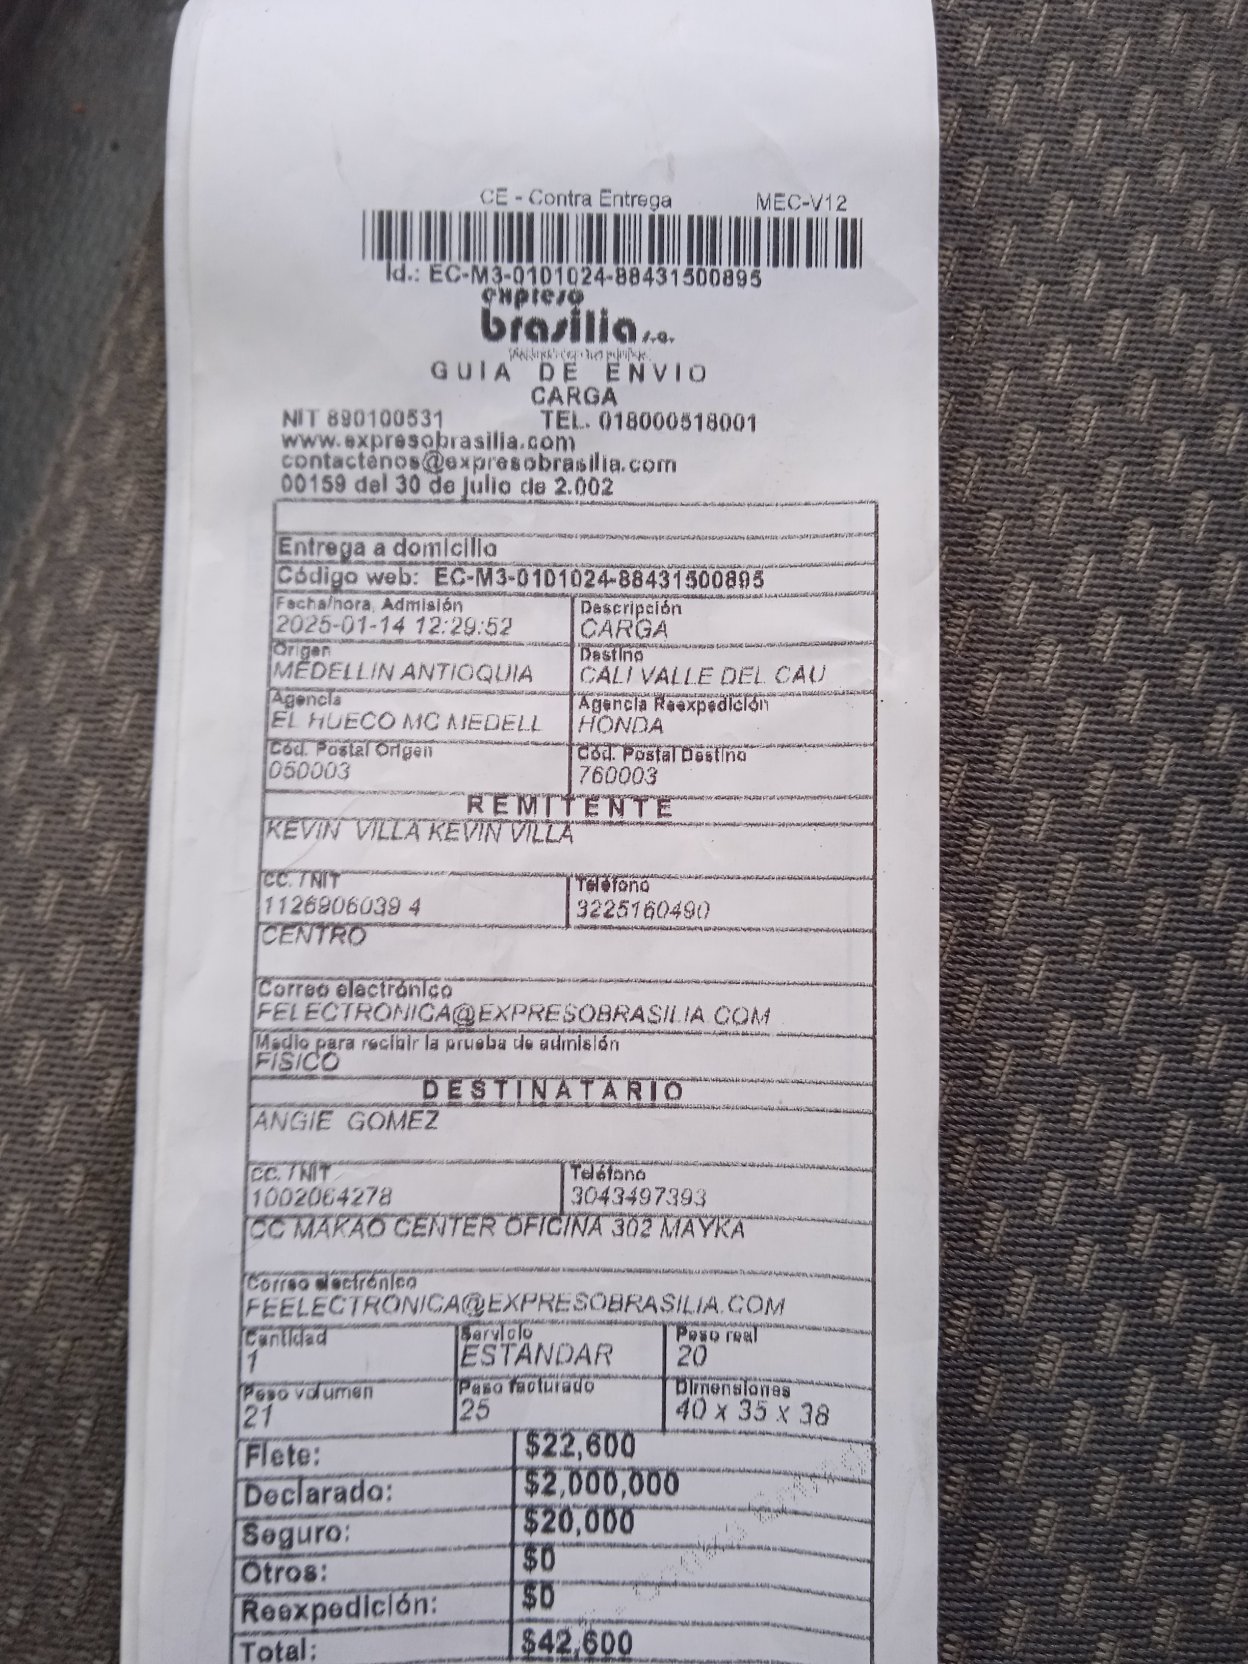 CE - Contra Entrega MEC-V12
Id.: EC-M3-0101024-88431500895
expreso
brasilia s.a.
GUIA DE ENVIO
CARGA
NIT 890100531 TEL. 018000518001
www.expresobrasilia.com
contactenos@expresobrasilia.com
00159 del 30 de julio de 2.002
Entrega a domicilio
Código web: EC-M3-0101024-88431500895
Fecha/hora, Admisión Descripción
2025-01-14 12:29:52 CARGA
Origen Destino
MEDELLIN ANTIOQUIA CALI VALLE DEL CAU
Agencia Agencia Reexpedición
EL HUECO MC MEDELL HONDA
Cód. Postal Origen Cód. Postal Destino
050003 760003
REMITENTE
KEVIN VILLA KEVIN VILLA
CC. / NIT Teléfono
1126906039 4 3225160490
CENTRO
Correo electrónico
FELECTRONICA@EXPRESOBRASILIA.COM
Medio para recibir la prueba de admisión
FISICO
DESTINATARIO
ANGIE GOMEZ
CC. / NIT Teléfono
1002064278 3043497393
CC MAKAO CENTER OFICINA 302 MAYKA
Correo electrónico
FEELECTRONICA@EXPRESOBRASILIA.COM
Cantidad Servicio Peso real
1 ESTANDAR 20
Peso volumen Peso facturado Dimensiones
21 25 40 x 35 x 38
Flete: $22,600
Declarado: $2,000,000
Seguro: $20,000
Otros: $0
Reexpedición: $0
Total: $42,600